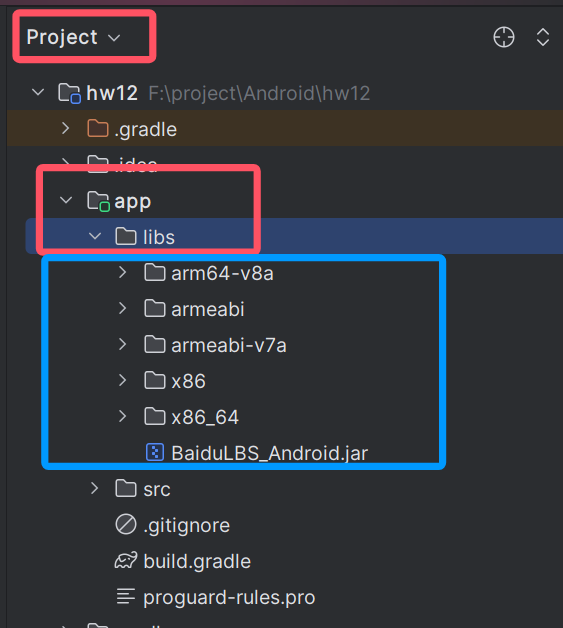 Project
hw12 F:\project\Android\hw12
.gradle
.idea
app
libs
arm64-v8a
armeabi
armeabi-v7a
x86
x86_64
BaiduLBS_Android.jar
src
.gitignore
build.gradle
proguard-rules.pro